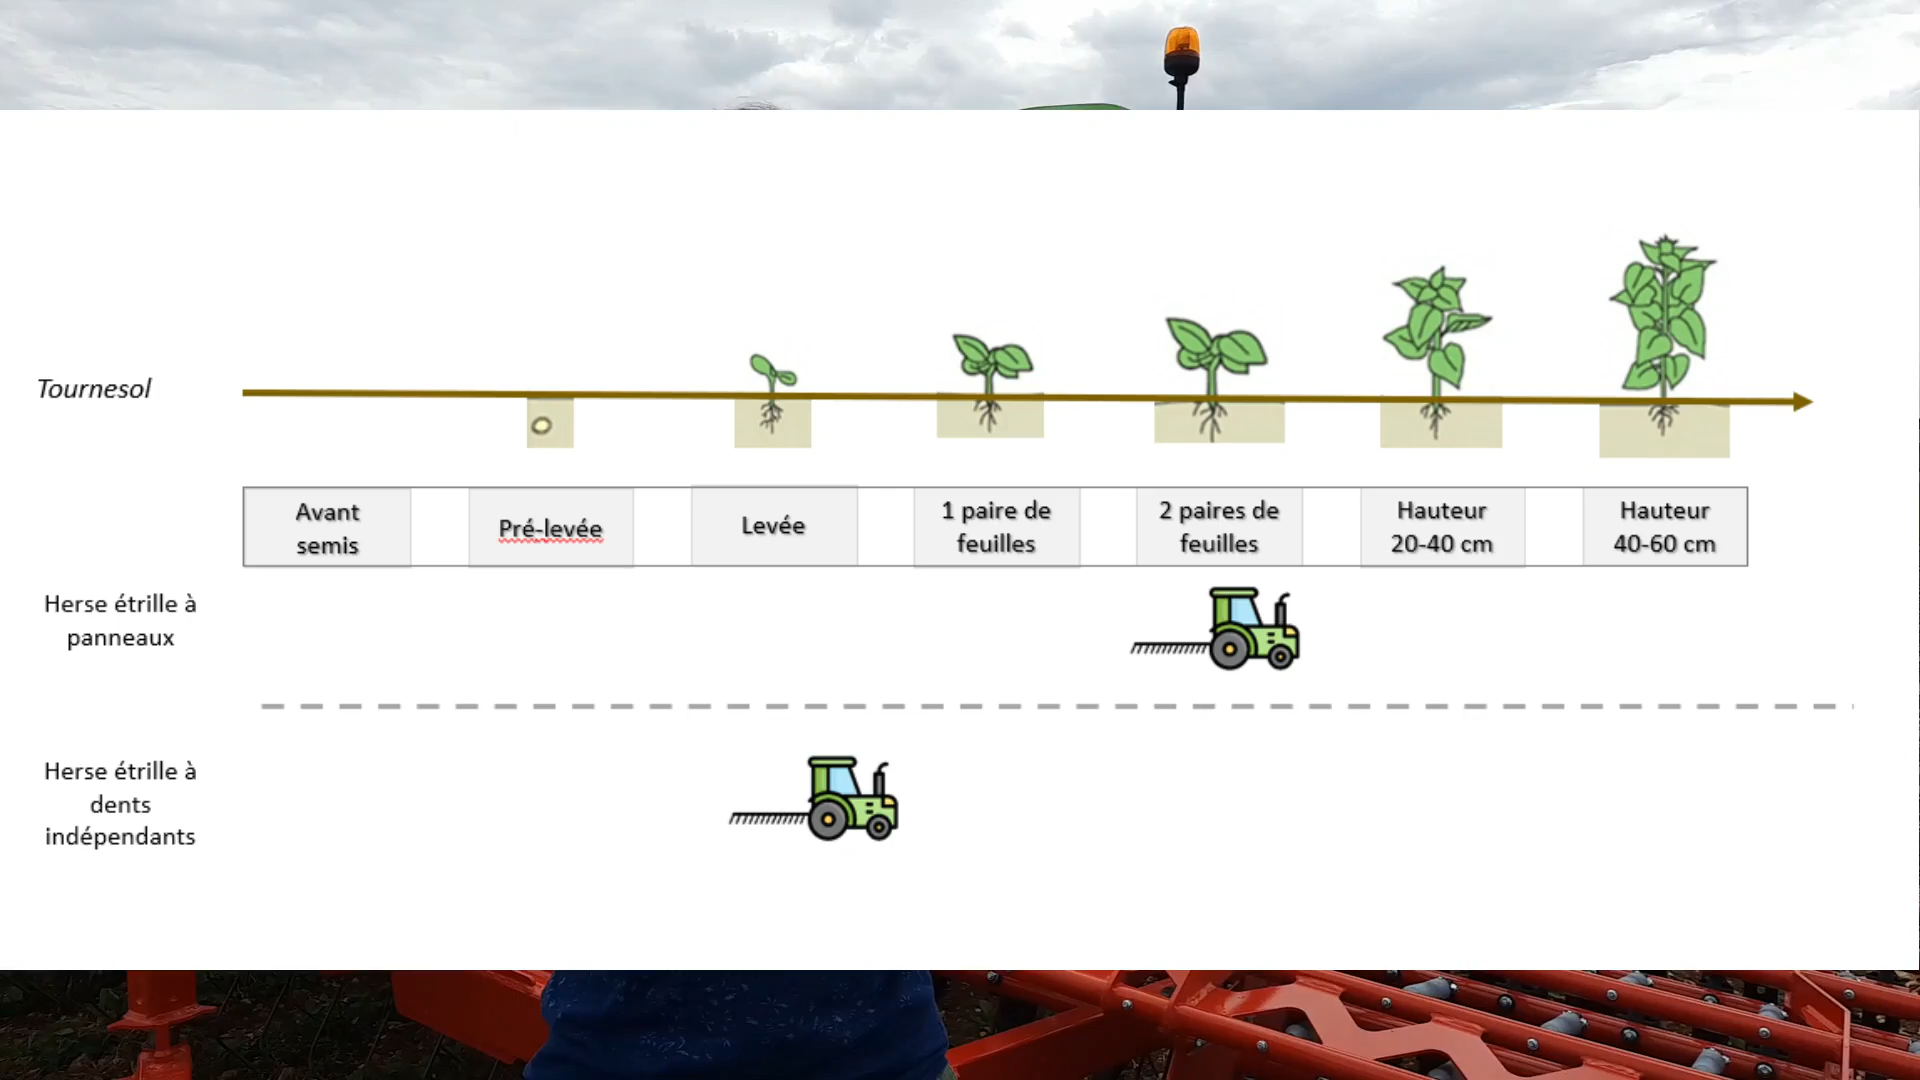 Tournesol
Avant
semis
Pré-levée
Levée
1 paire de
feuilles
2 paires de
feuilles
Hauteur
20-40 cm
Hauteur
40-60 cm
Herse étrille à
panneaux
Herse étrille à
dents
indépendants